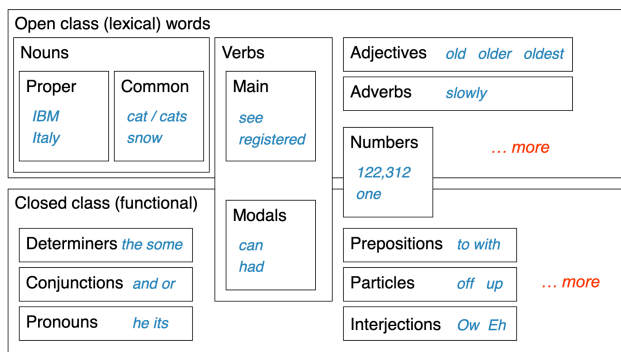 Open class (lexical) words
Nouns
Proper
IBM
Italy
Common
cat / cats
snow
Verbs
Main
see
registered
Adjectives old older oldest
Adverbs slowly
Numbers
122,312
one
… more
Closed class (functional)
Determiners the some
Conjunctions and or
Pronouns he its
Modals
can
had
Prepositions to with
Particles off up
Interjections Ow Eh
… more